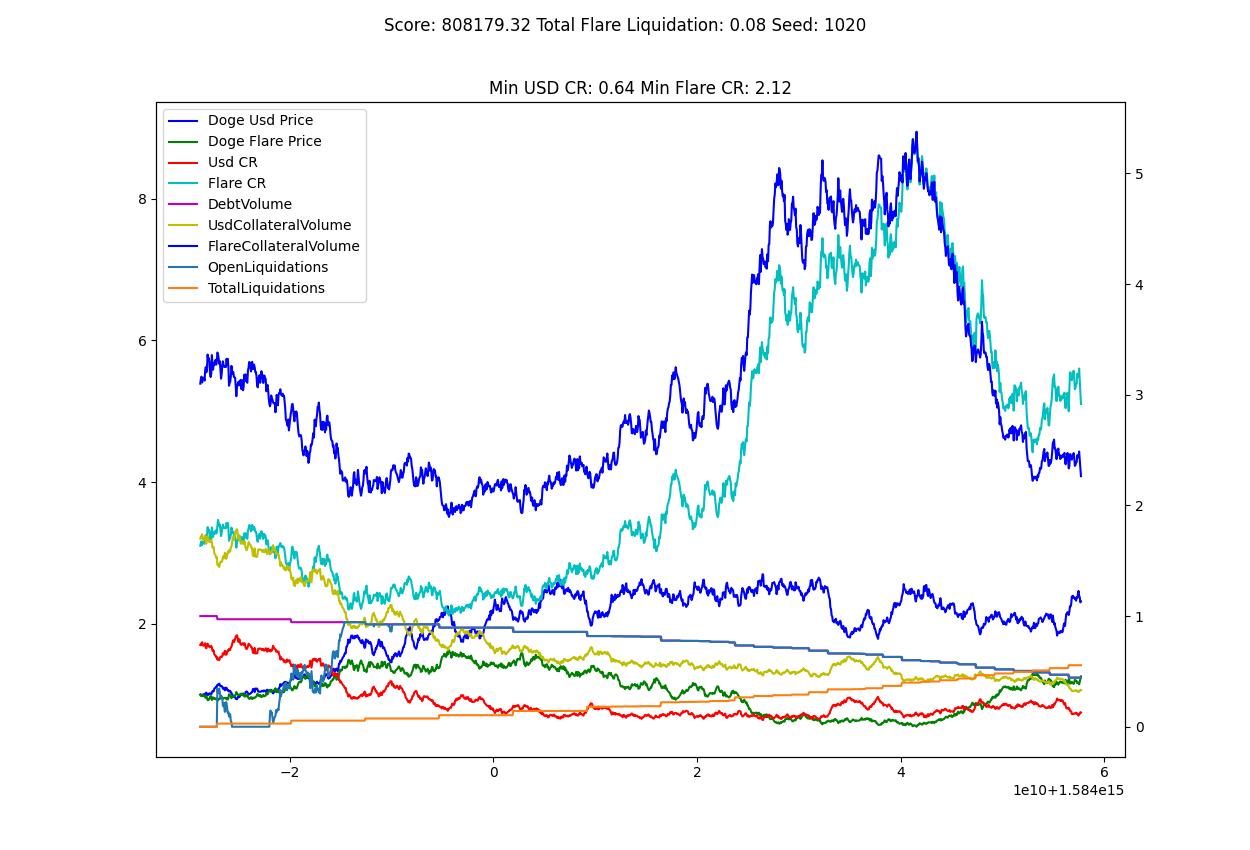 Score: 808179.32 Total Flare Liquidation: 0.08 Seed: 1020
Min USD CR: 0.64 Min Flare CR: 2.12
Doge Usd Price
Doge Flare Price
Usd CR
Flare CR
DebtVolume
UsdCollateralVolume
FlareCollateralVolume
OpenLiquidations
TotalLiquidations
8
6
4
2
5
4
3
2
1
0
−2 0 2 4 6
1e10+1.584e15